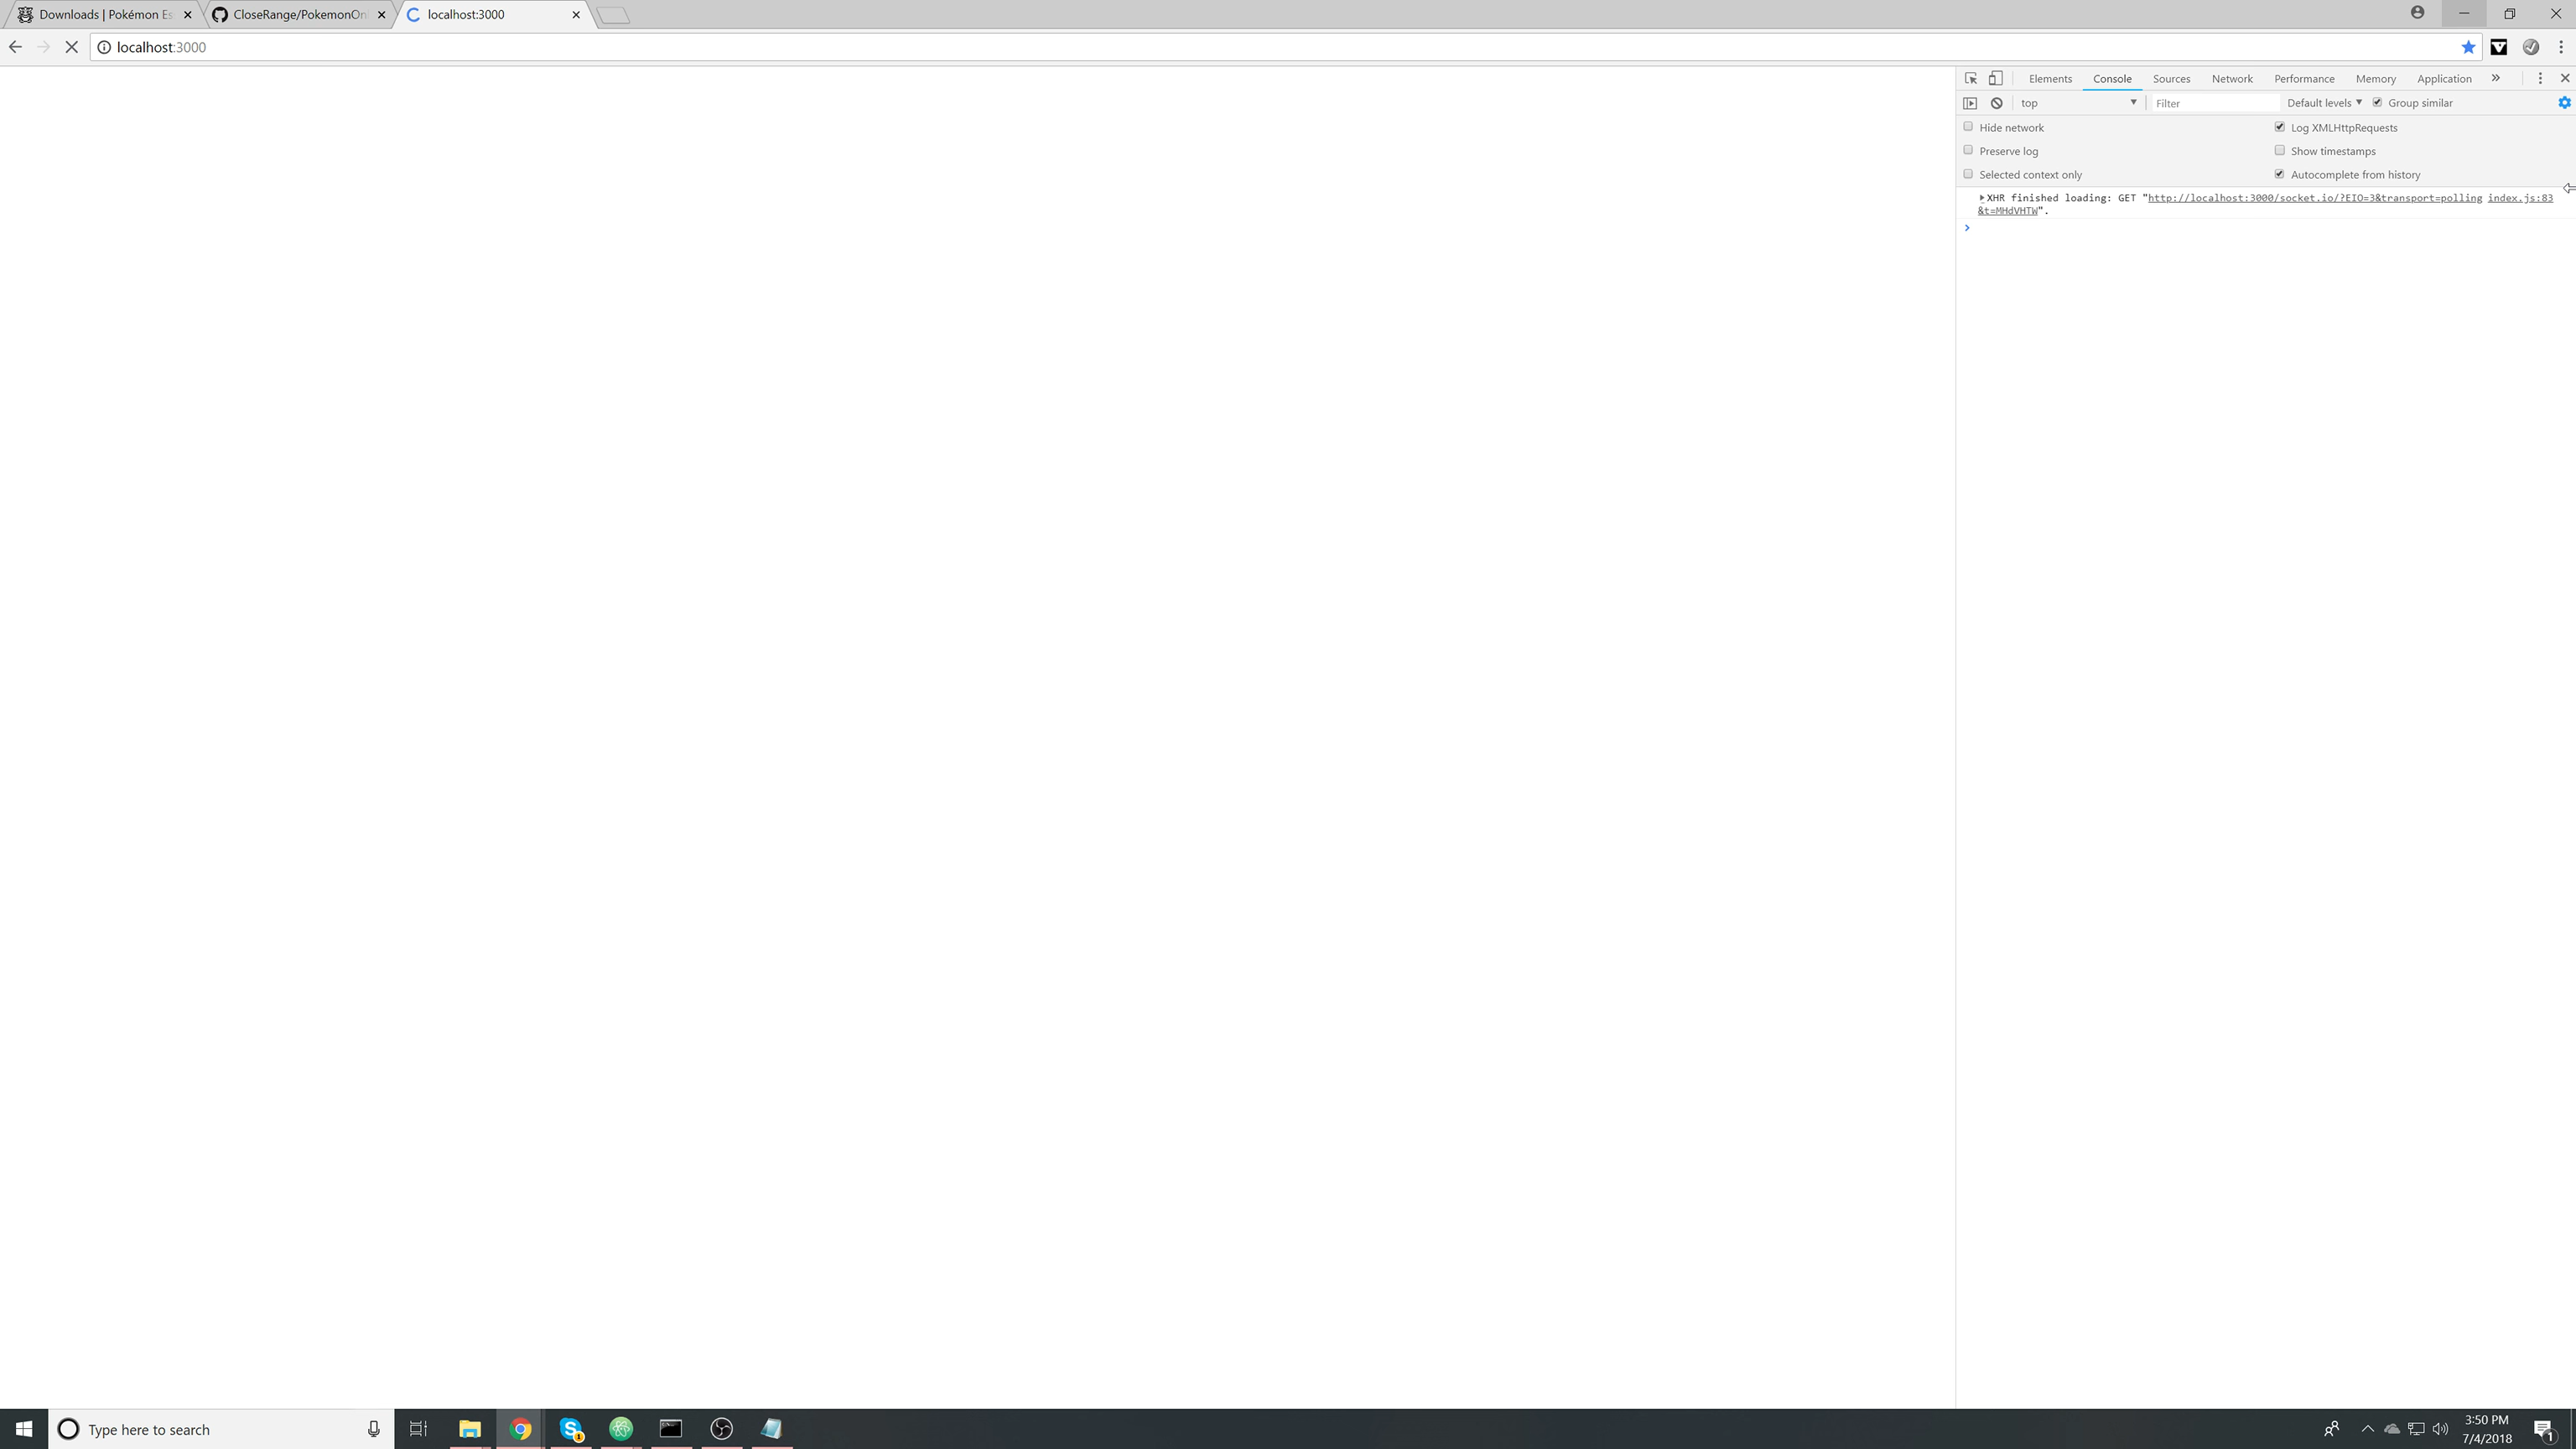 Downloads | Pokémon Es
CloseRange/PokemonOnl
localhost:3000
localhost:3000
Elements
Console
Sources
Network
Performance
Memory
Application
top
Filter
Default levels
Group similar
Hide network
Log XMLHttpRequests
Preserve log
Show timestamps
Selected context only
Autocomplete from history
XHR finished loading: GET "http://localhost:3000/socket.io/?EIO=3&transport=polling index.js:83
&t=MHdVHTW".
Type here to search
3:50 PM
7/4/2018